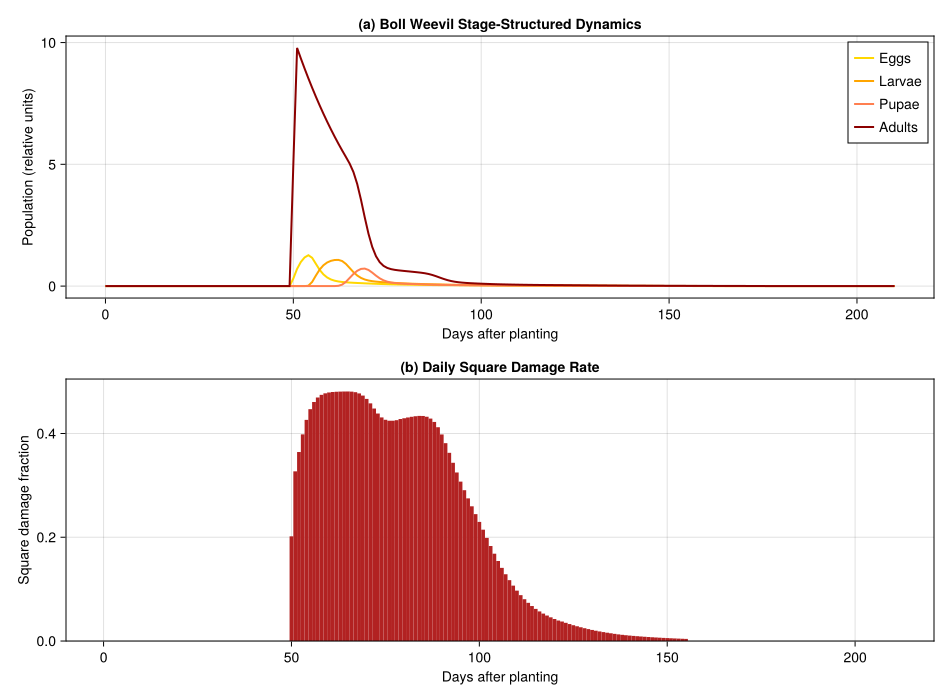 (a) Boll Weevil Stage-Structured Dynamics
Population (relative units)
10
5
0
Eggs
Larvae
Pupae
Adults
0 50 100 150 200
Days after planting
(b) Daily Square Damage Rate
Square damage fraction
0.4
0.2
0.0
0 50 100 150 200
Days after planting